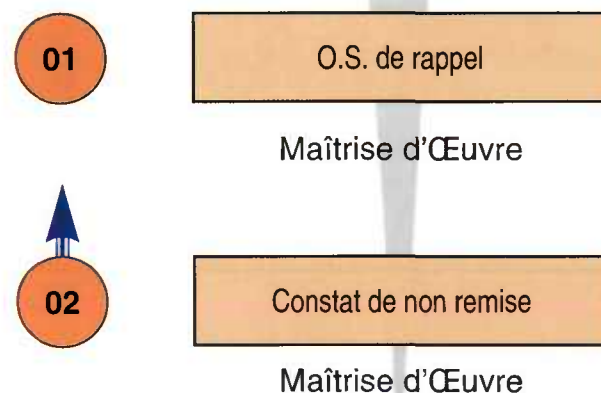 01
O.S. de rappel
Maîtrise d'Œuvre
02
Constat de non remise
Maîtrise d'Œuvre